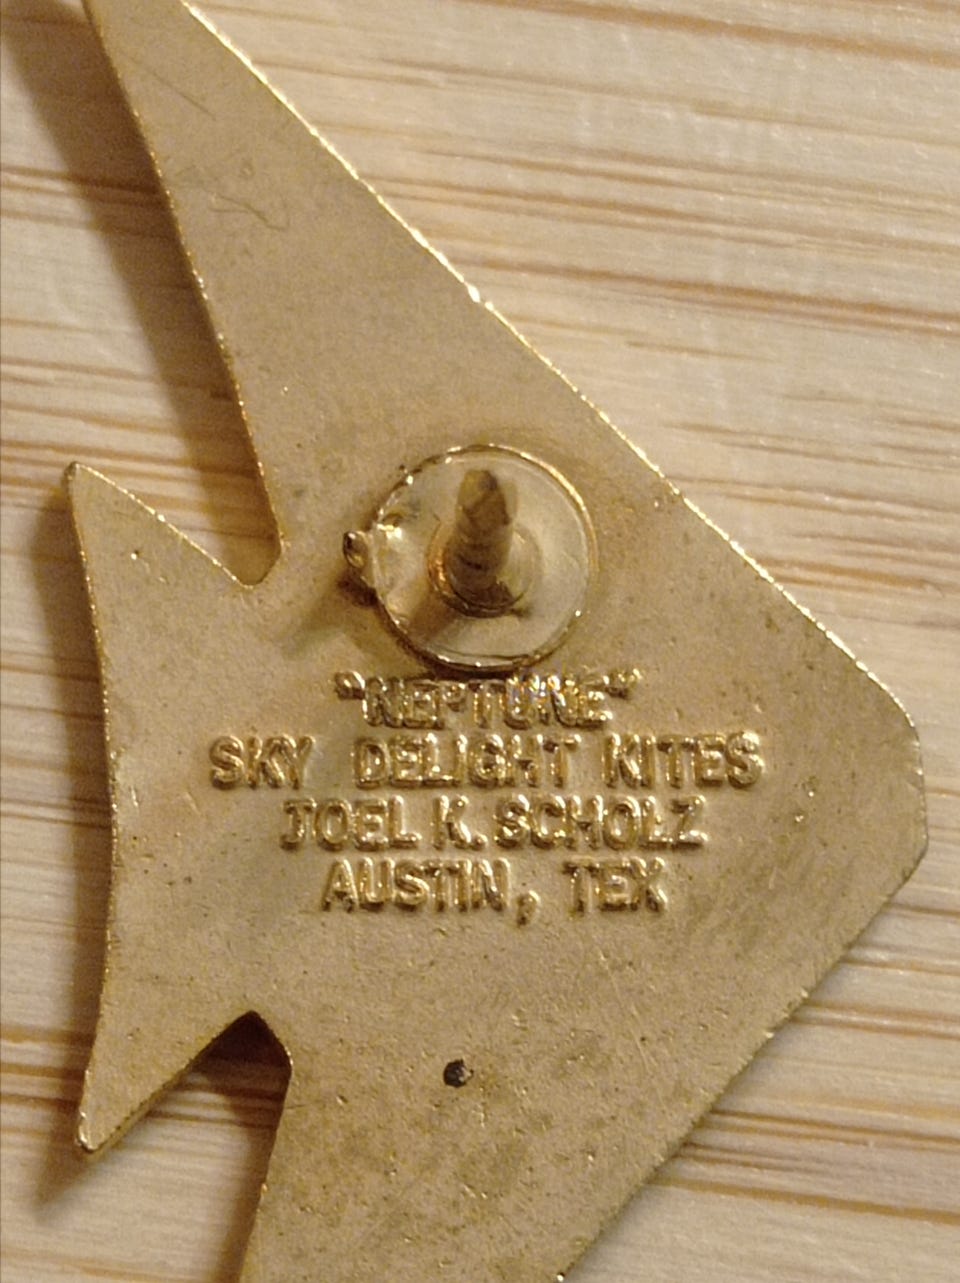 "NEPTUNE"
SKY DELIGHT KITES
JOEL K. SCHOLZ
AUSTIN, TEX